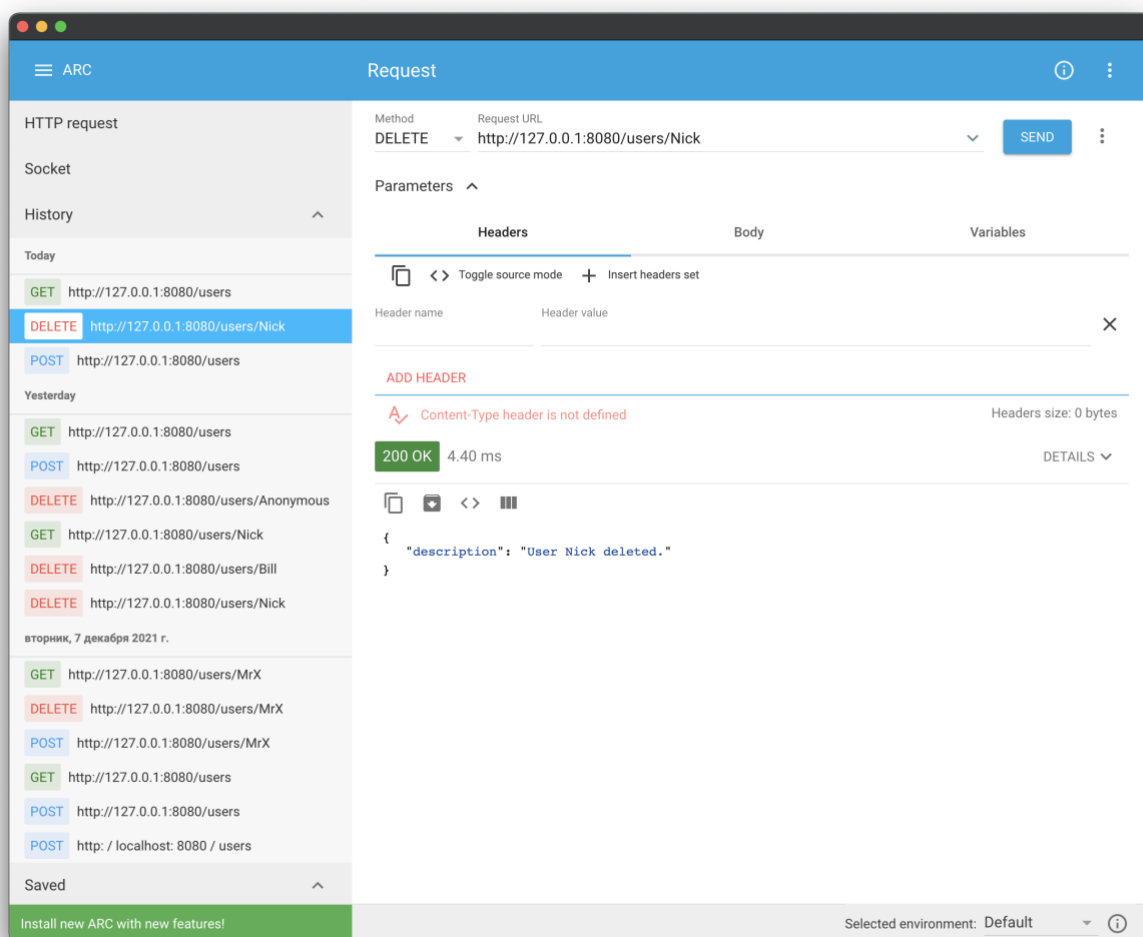 ARC
Request
HTTP request
Socket
History
Today
GET http://127.0.0.1:8080/users
DELETE http://127.0.0.1:8080/users/Nick
POST http://127.0.0.1:8080/users
Yesterday
GET http://127.0.0.1:8080/users
POST http://127.0.0.1:8080/users
DELETE http://127.0.0.1:8080/users/Anonymous
GET http://127.0.0.1:8080/users/Nick
DELETE http://127.0.0.1:8080/users/Bill
DELETE http://127.0.0.1:8080/users/Nick
вторник, 7 декабря 2021 г.
GET http://127.0.0.1:8080/users/MrX
DELETE http://127.0.0.1:8080/users/MrX
POST http://127.0.0.1:8080/users/MrX
GET http://127.0.0.1:8080/users
POST http://127.0.0.1:8080/users
POST http: / localhost: 8080 / users
Saved
Install new ARC with new features!
Method Request URL
DELETE http://127.0.0.1:8080/users/Nick SEND
Parameters
Headers Body Variables
Toggle source mode Insert headers set
Header name Header value
ADD HEADER
Content-Type header is not defined Headers size: 0 bytes
200 OK 4.40 ms DETAILS
{
"description": "User Nick deleted."
}
Selected environment: Default